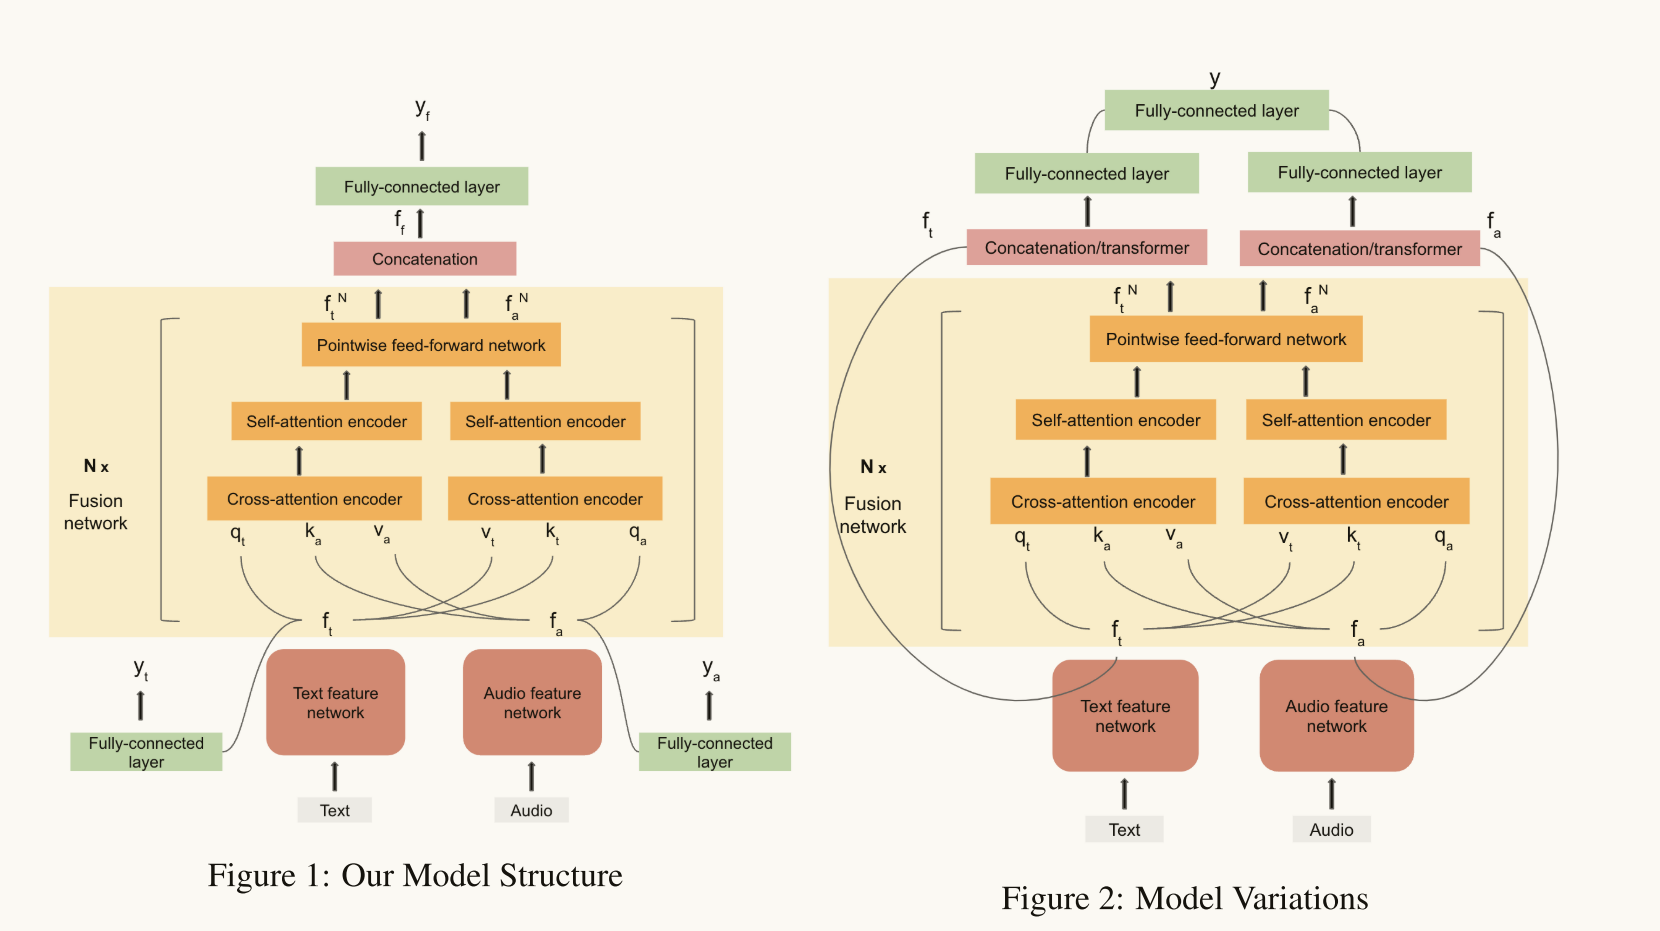 y_f
Fully-connected layer
f_f
Concatenation
f_t^N
f_a^N
Pointwise feed-forward network
Self-attention encoder
Self-attention encoder
N x
Fusion
network
Cross-attention encoder
Cross-attention encoder
q_t
k_a
v_a
v_t
k_t
q_a
f_t
f_a
y_t
y_a
Text feature
network
Audio feature
network
Fully-connected
layer
Fully-connected
layer
Text
Audio
Figure 1: Our Model Structure
y
Fully-connected layer
Fully-connected layer
Fully-connected layer
f_t
f_a
Concatenation/transformer
Concatenation/transformer
f_t^N
f_a^N
Pointwise feed-forward network
Self-attention encoder
Self-attention encoder
N x
Fusion
network
Cross-attention encoder
Cross-attention encoder
q_t
k_a
v_a
v_t
k_t
q_a
f_t
f_a
Text feature
network
Audio feature
network
Text
Audio
Figure 2: Model Variations